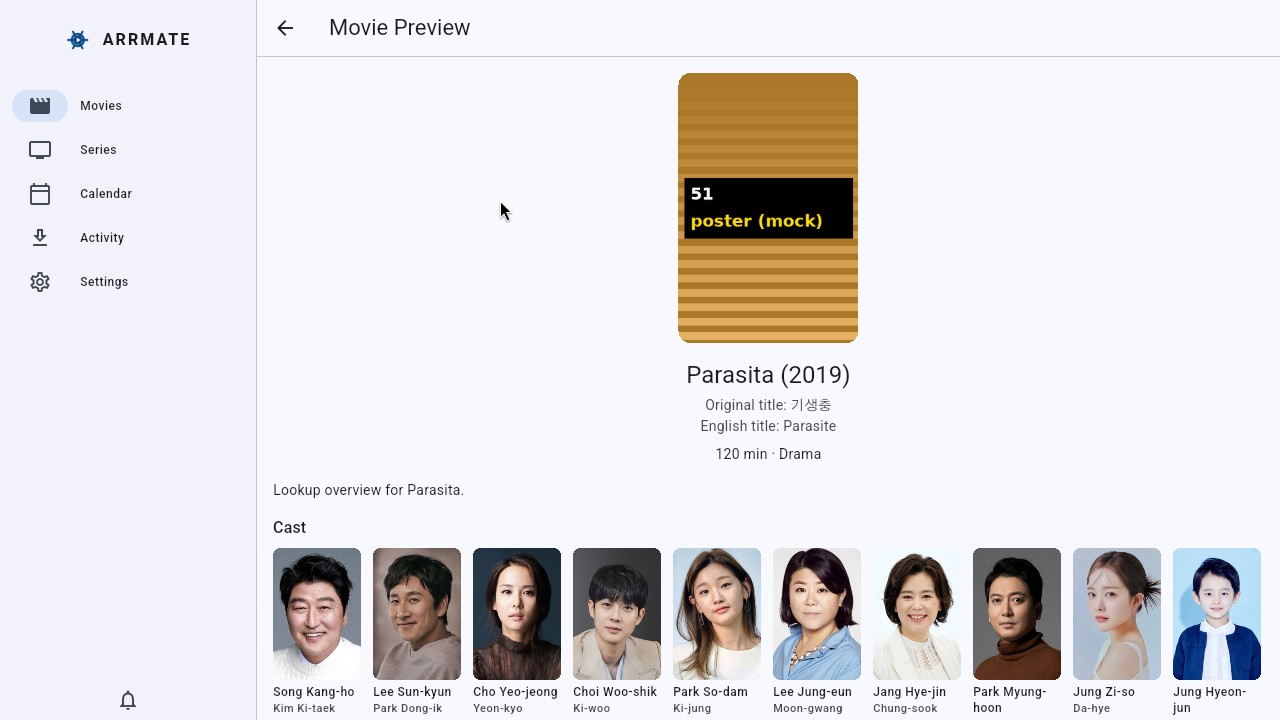 ARRMATE
Movie Preview
Movies
Series
Calendar
Activity
Settings
51
poster (mock)
Parasita (2019)
Original title: 기생충
English title: Parasite
120 min · Drama
Lookup overview for Parasita.
Cast
Song Kang-ho
Kim Ki-taek
Lee Sun-kyun
Park Dong-ik
Cho Yeo-jeong
Yeon-kyo
Choi Woo-shik
Ki-woo
Park So-dam
Ki-jung
Lee Jung-eun
Moon-gwang
Jang Hye-jin
Chung-sook
Park Myung-
hoon
Jung Zi-so
Da-hye
Jung Hyeon-
jun